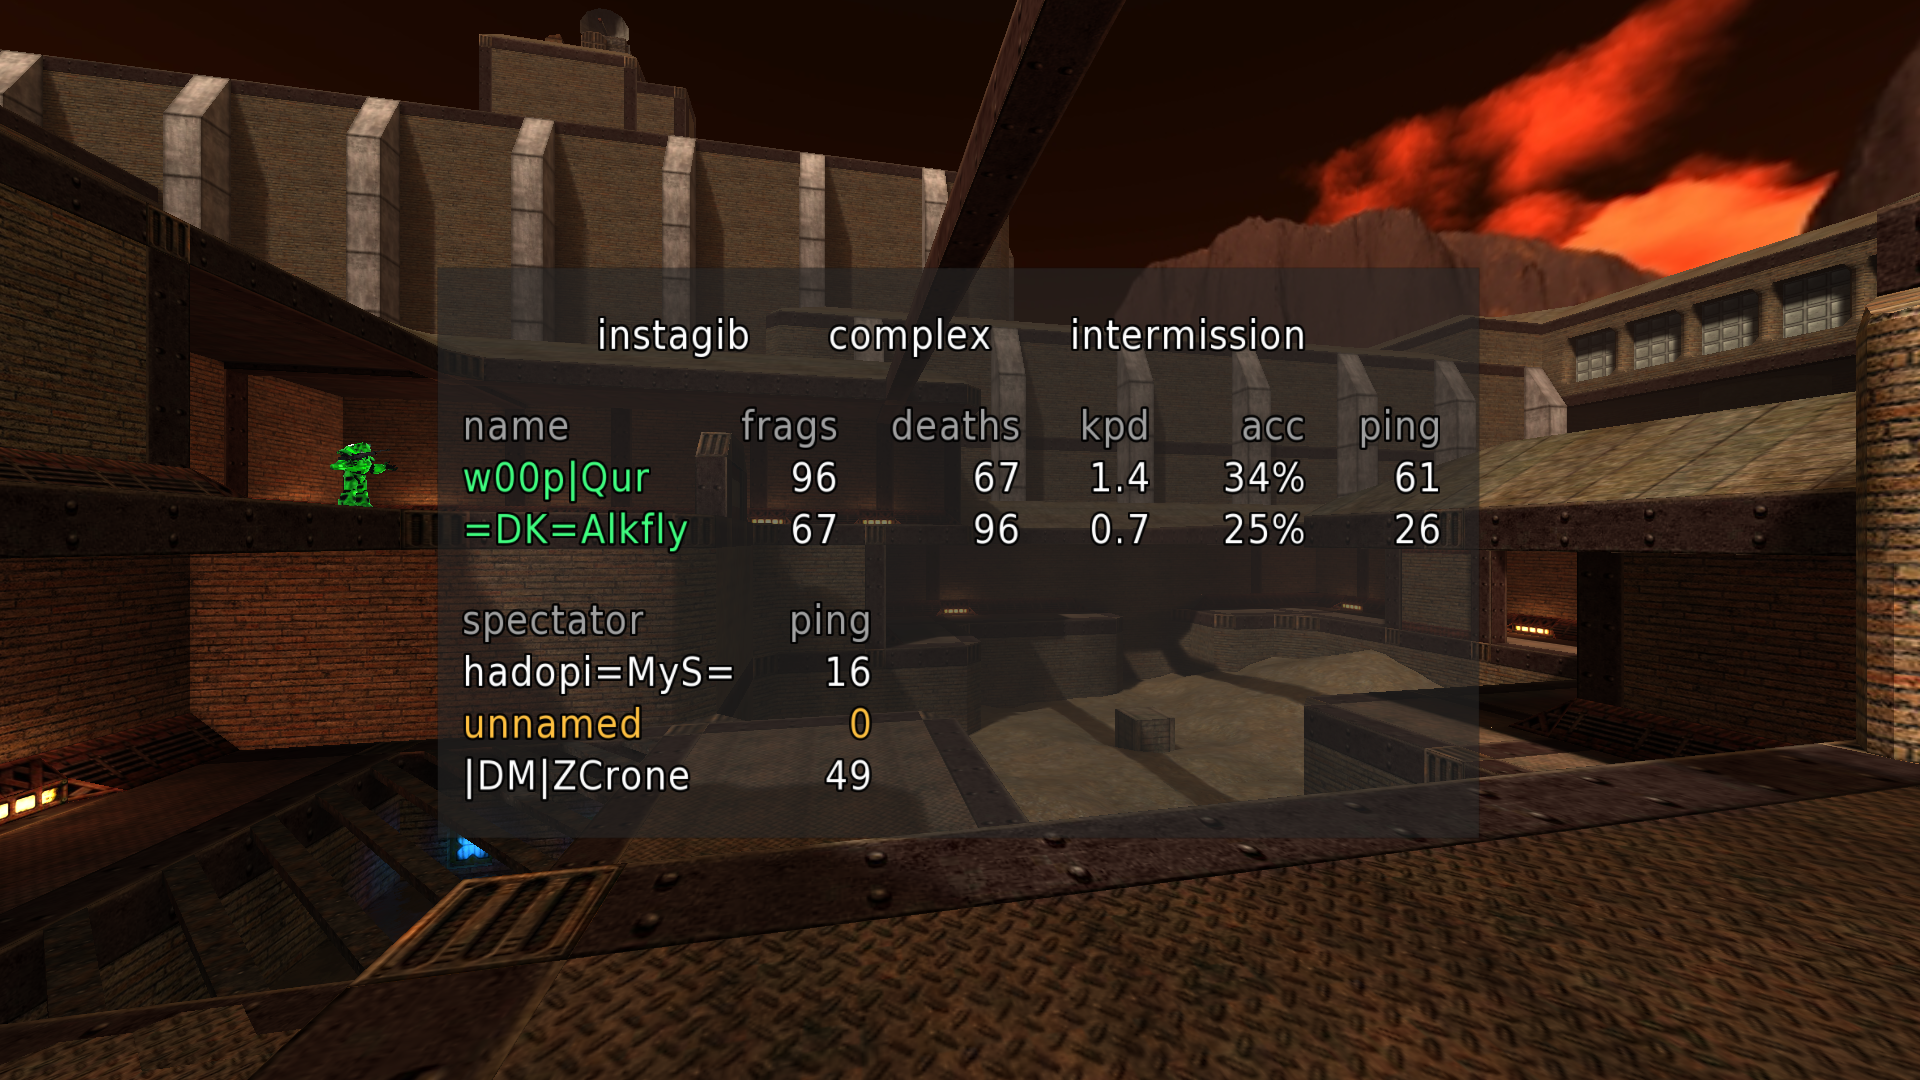 instagib complex intermission
name frags deaths kpd acc ping
w00p|Qur 96 67 1.4 34% 61
=DK=Alkfly 67 96 0.7 25% 26
spectator ping
hadopi=MyS= 16
unnamed 0
|DM|ZCrone 49